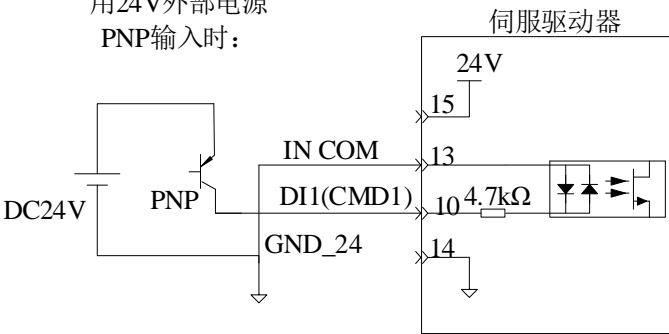 用24V外部电源
PNP输入时：
伺服驱动器
24V
15
IN COM
13
DC24V
PNP
DI1(CMD1)
10
4.7kΩ
GND_24
14